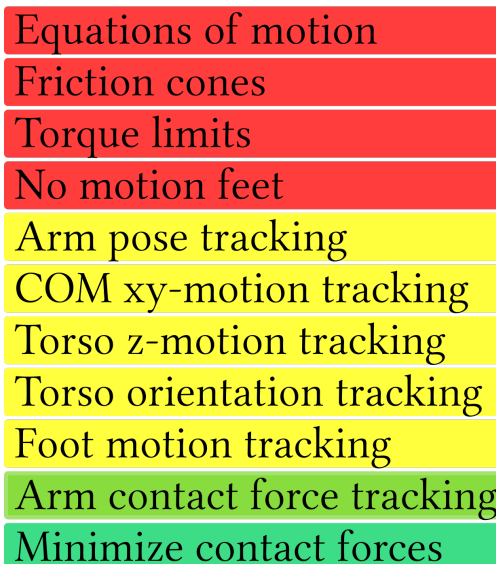 Equations of motion
Friction cones
Torque limits
No motion feet
Arm pose tracking
COM xy-motion tracking
Torso z-motion tracking
Torso orientation tracking
Foot motion tracking
Arm contact force tracking
Minimize contact forces